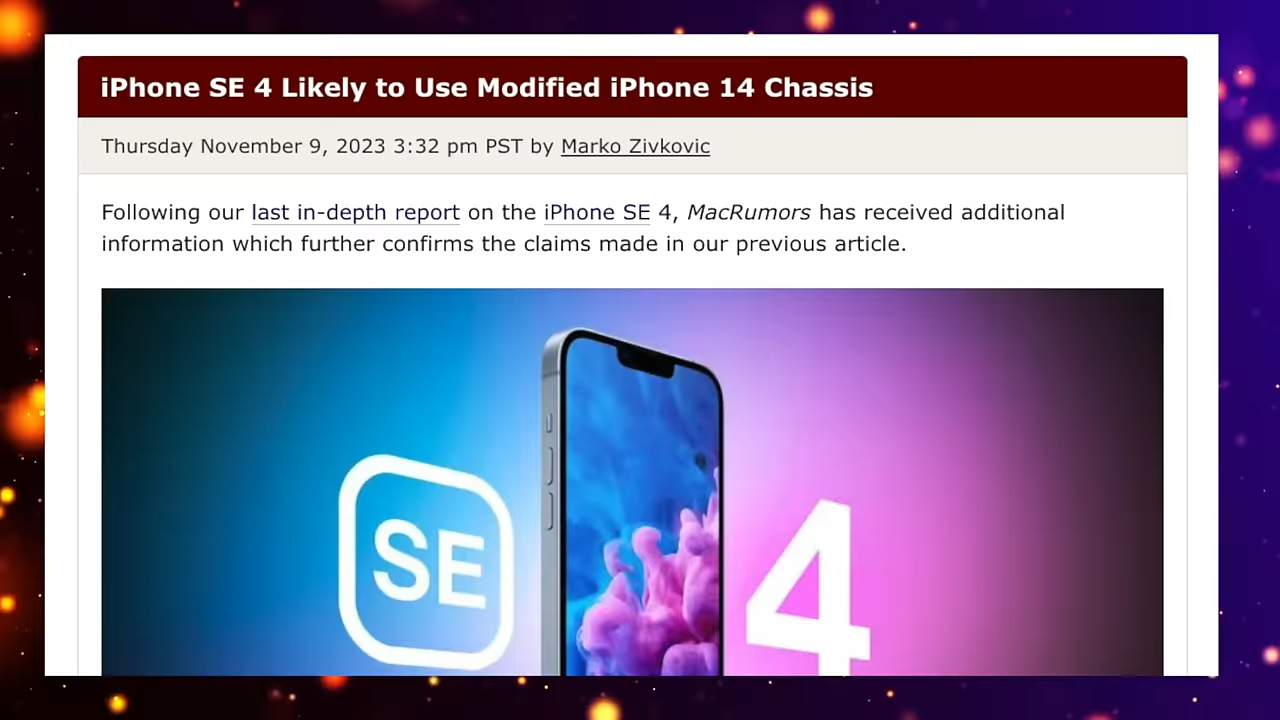 iPhone SE 4 Likely to Use Modified iPhone 14 Chassis
Thursday November 9, 2023 3:32 pm PST by Marko Zivkovic
Following our last in-depth report on the iPhone SE 4, MacRumors has received additional
information which further confirms the claims made in our previous article.
SE
4